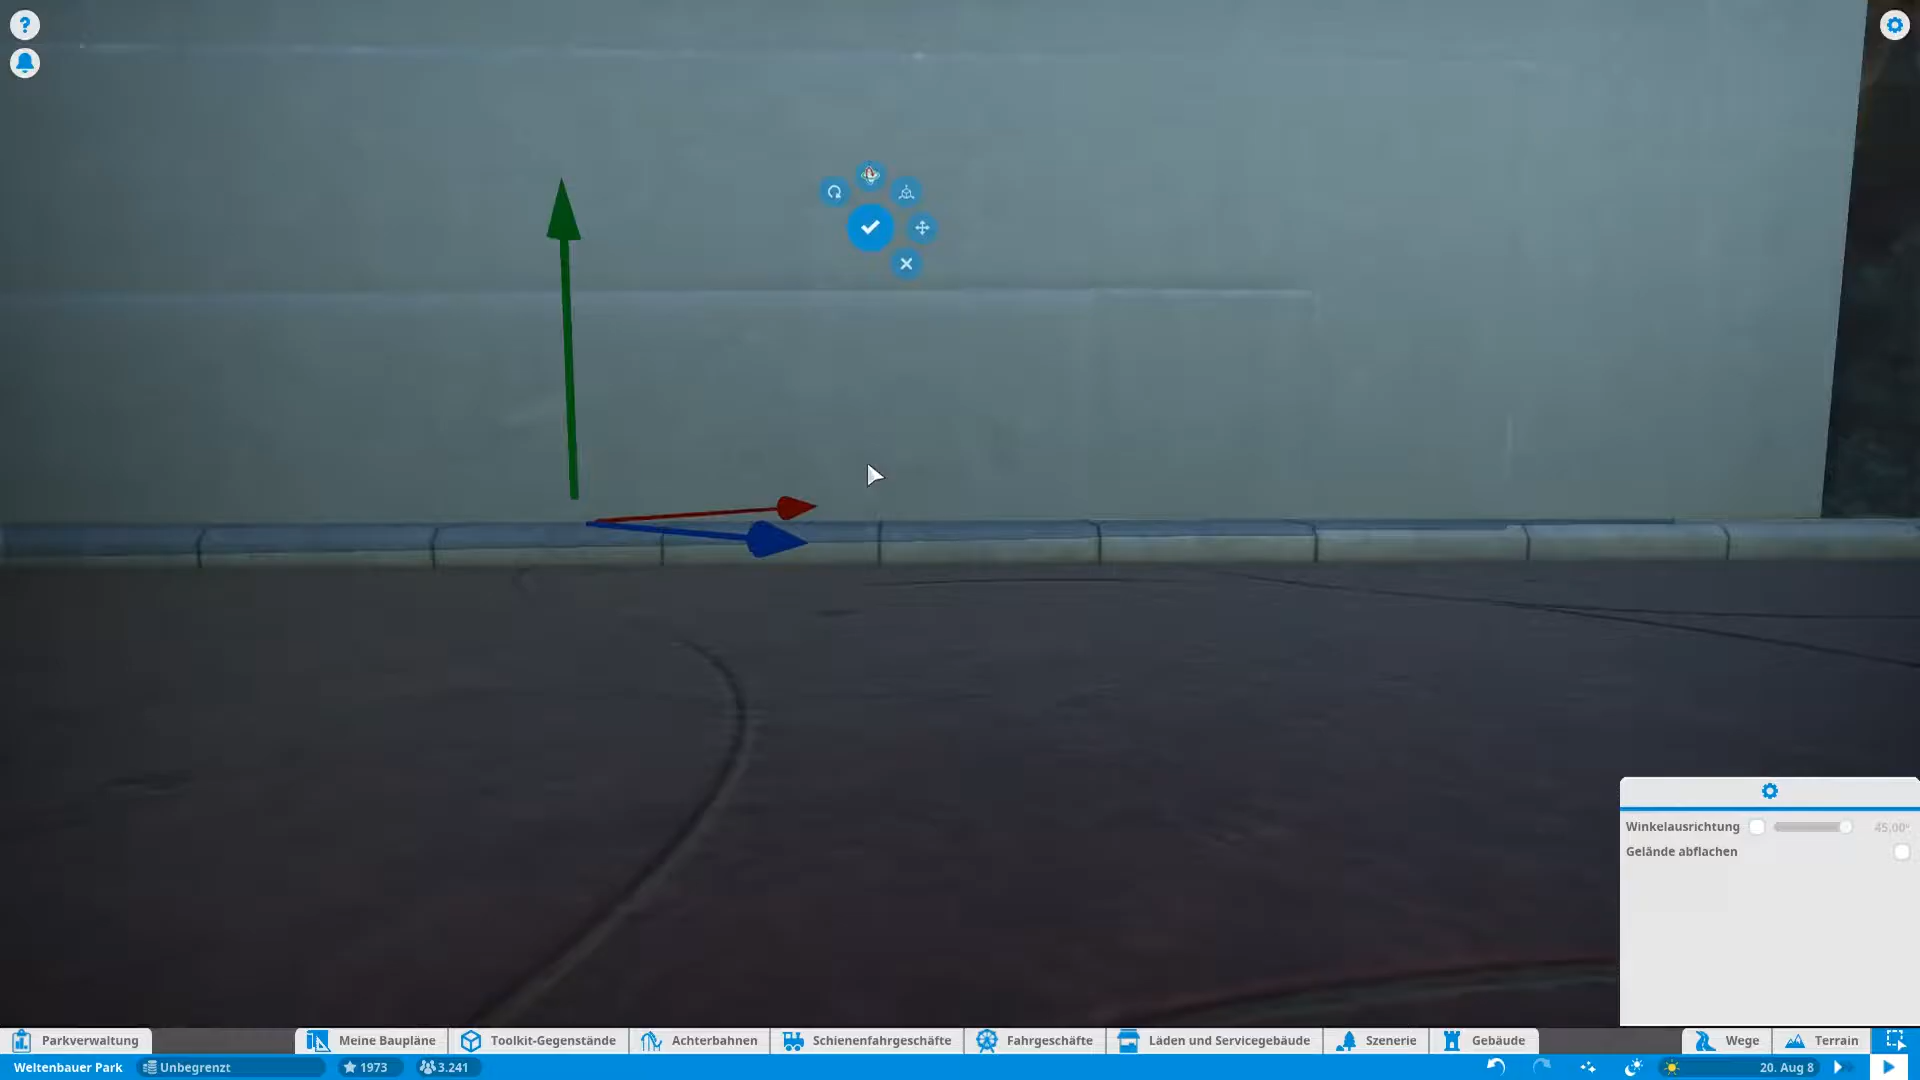 ?
Winkelausrichtung 45,00°
Gelände abflachen
Parkverwaltung Meine Baupläne Toolkit-Gegenstände Achterbahnen Schienenfahrgeschäfte Fahrgeschäfte Läden und Servicegebäude Szenerie Gebäude Wege Terrain
Weltenbauer Park Unbegrenzt 1973 3.241 20. Aug 8